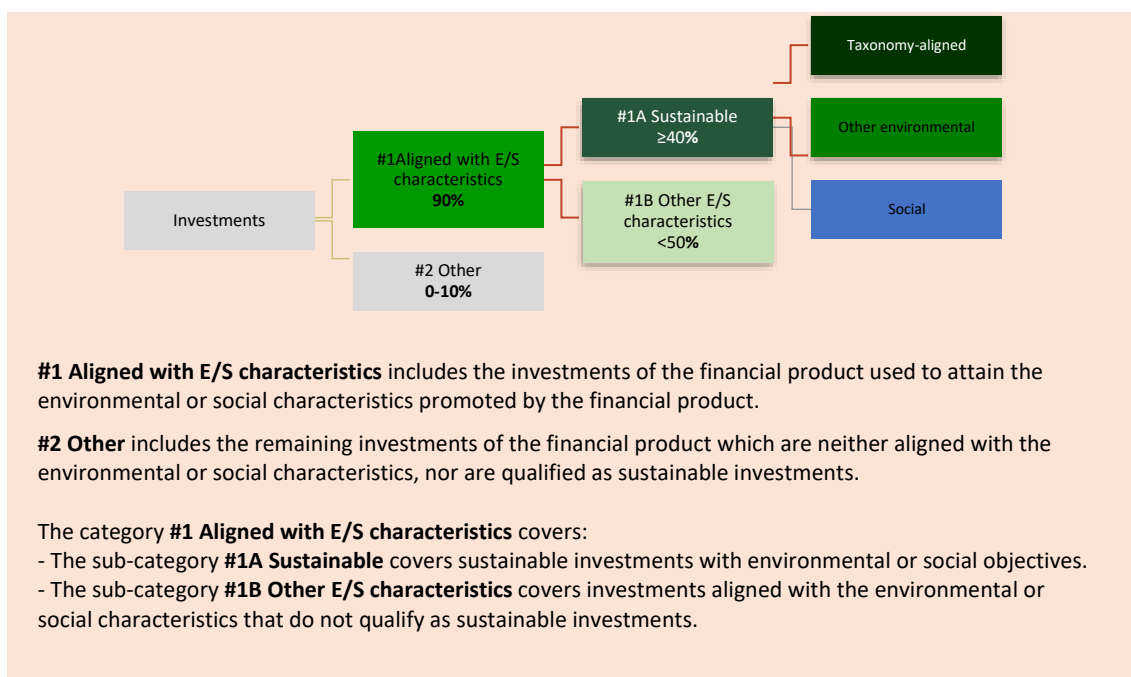 Taxonomy-aligned
#1A Sustainable
≥40%
Other environmental
#1Aligned with E/S
characteristics
90%
#1B Other E/S
characteristics
<50%
Social
Investments
#2 Other
0-10%
#1 Aligned with E/S characteristics includes the investments of the financial product used to attain the
environmental or social characteristics promoted by the financial product.
#2 Other includes the remaining investments of the financial product which are neither aligned with the
environmental or social characteristics, nor are qualified as sustainable investments.
The category #1 Aligned with E/S characteristics covers:
- The sub-category #1A Sustainable covers sustainable investments with environmental or social objectives.
- The sub-category #1B Other E/S characteristics covers investments aligned with the environmental or
social characteristics that do not qualify as sustainable investments.